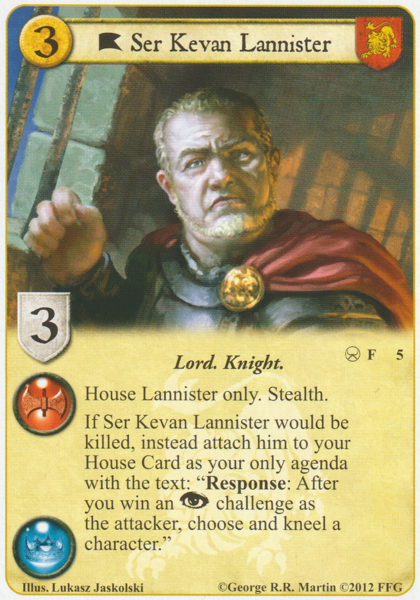 3
Ser Kevan Lannister
3
F 5
Lord. Knight.
House Lannister only. Stealth.
If Ser Kevan Lannister would be
killed, instead attach him to your
House Card as your only agenda
with the text: “Response: After
you win an challenge as
the attacker, choose and kneel a
character.”
Illus. Lukasz Jaskolski ©George R.R. Martin ©2012 FFG